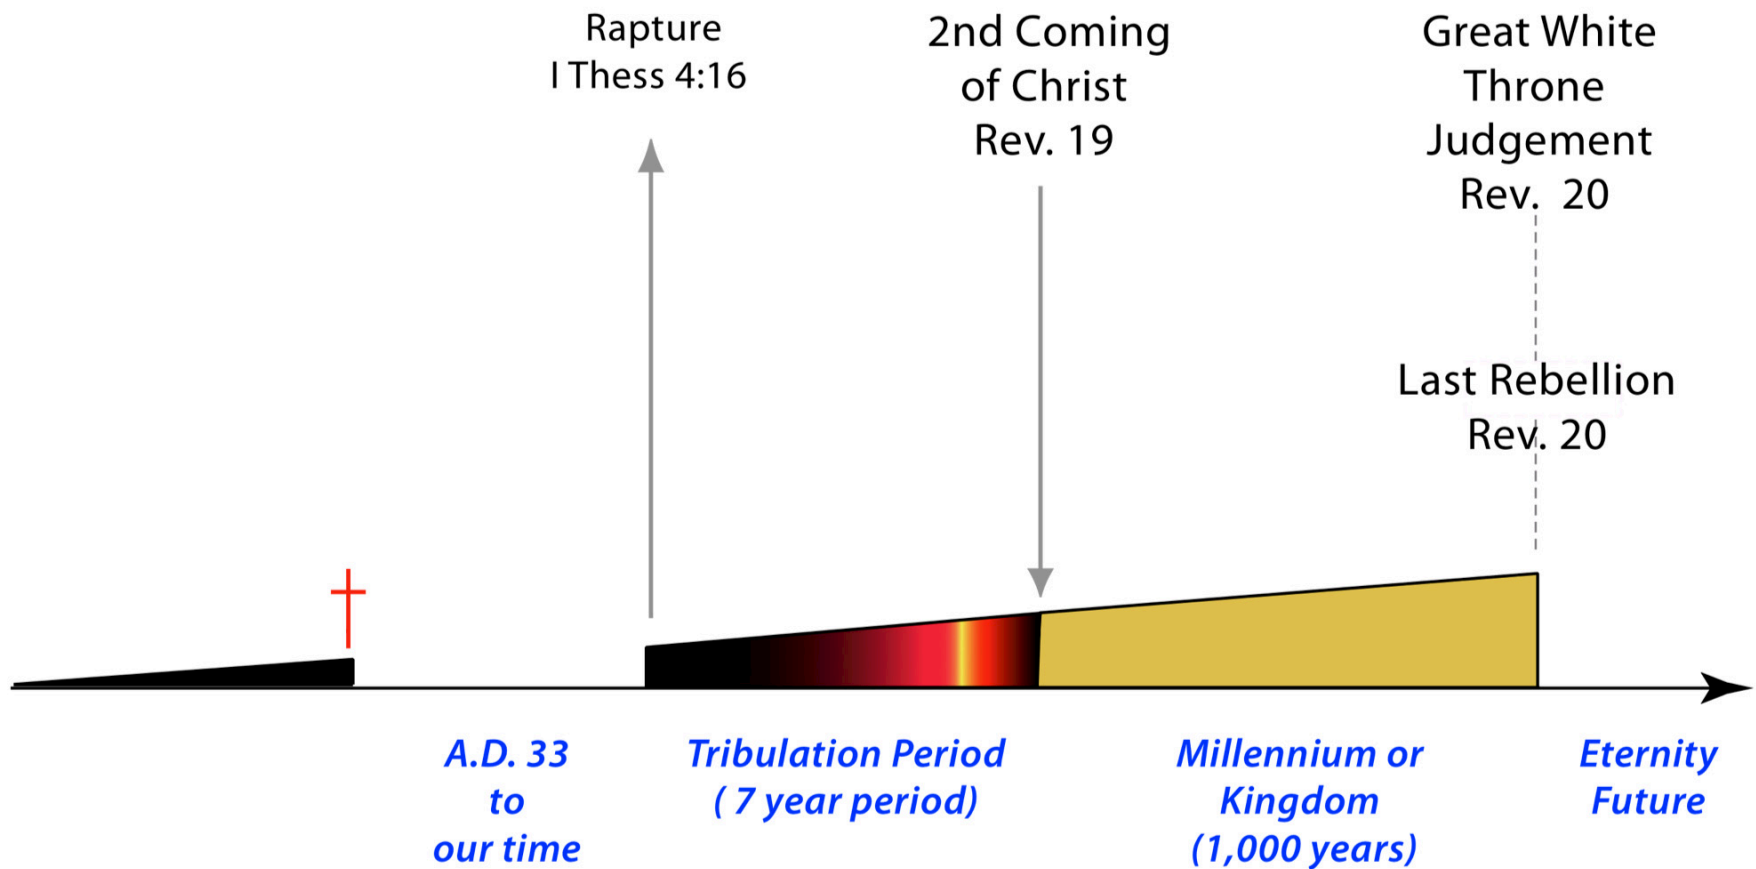 Rapture
I Thess 4:16
2nd Coming
of Christ
Rev. 19
Great White
Throne
Judgement
Rev. 20
Last Rebellion
Rev. 20
A.D. 33
to
our time
Tribulation Period
( 7 year period)
Millennium or
Kingdom
(1,000 years)
Eternity
Future